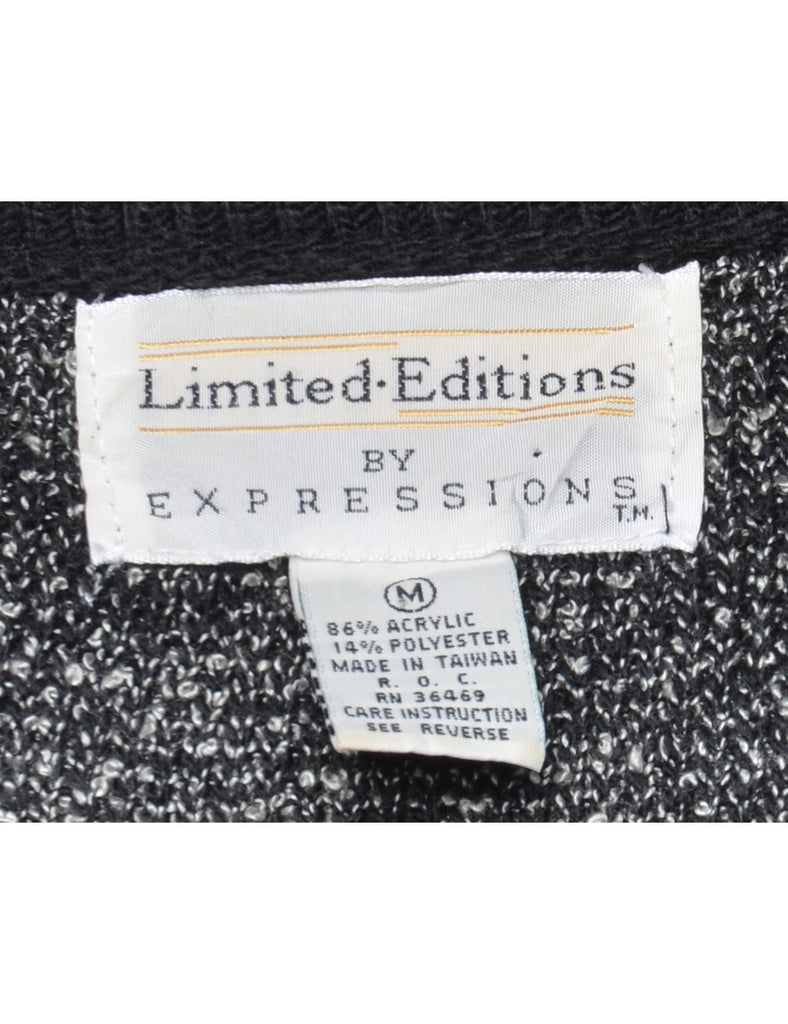 Limited·Editions
BY
EXPRESSIONS T.M.
M
86% ACRYLIC
14% POLYESTER
MADE IN TAIWAN
R. O. C.
RN 36469
CARE INSTRUCTION
SEE REVERSE